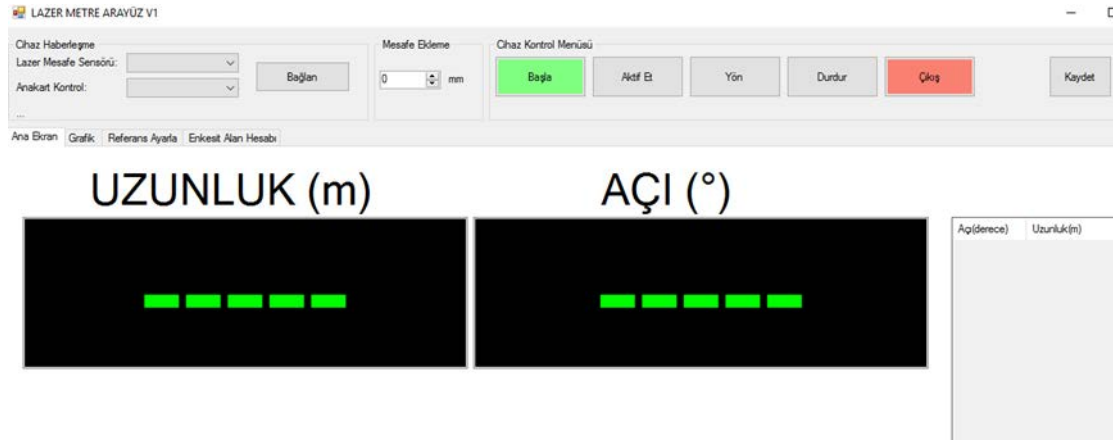 LAZER METRE ARAYÜZ V1
Cihaz Haberleşme
Lazer Mesafe Sensörü:
Anakart Kontrol:
Bağlan
...
Mesafe Ekleme
0 mm
Cihaz Kontrol Menüsü
Başla Aktif Et Yön Durdur Çıkış Kaydet
Ana Ekran Grafik Referans Ayarla Enkesit Alan Hesabı
UZUNLUK (m) AÇI (°)
----- -----
Açı(derece) Uzunluk(m)